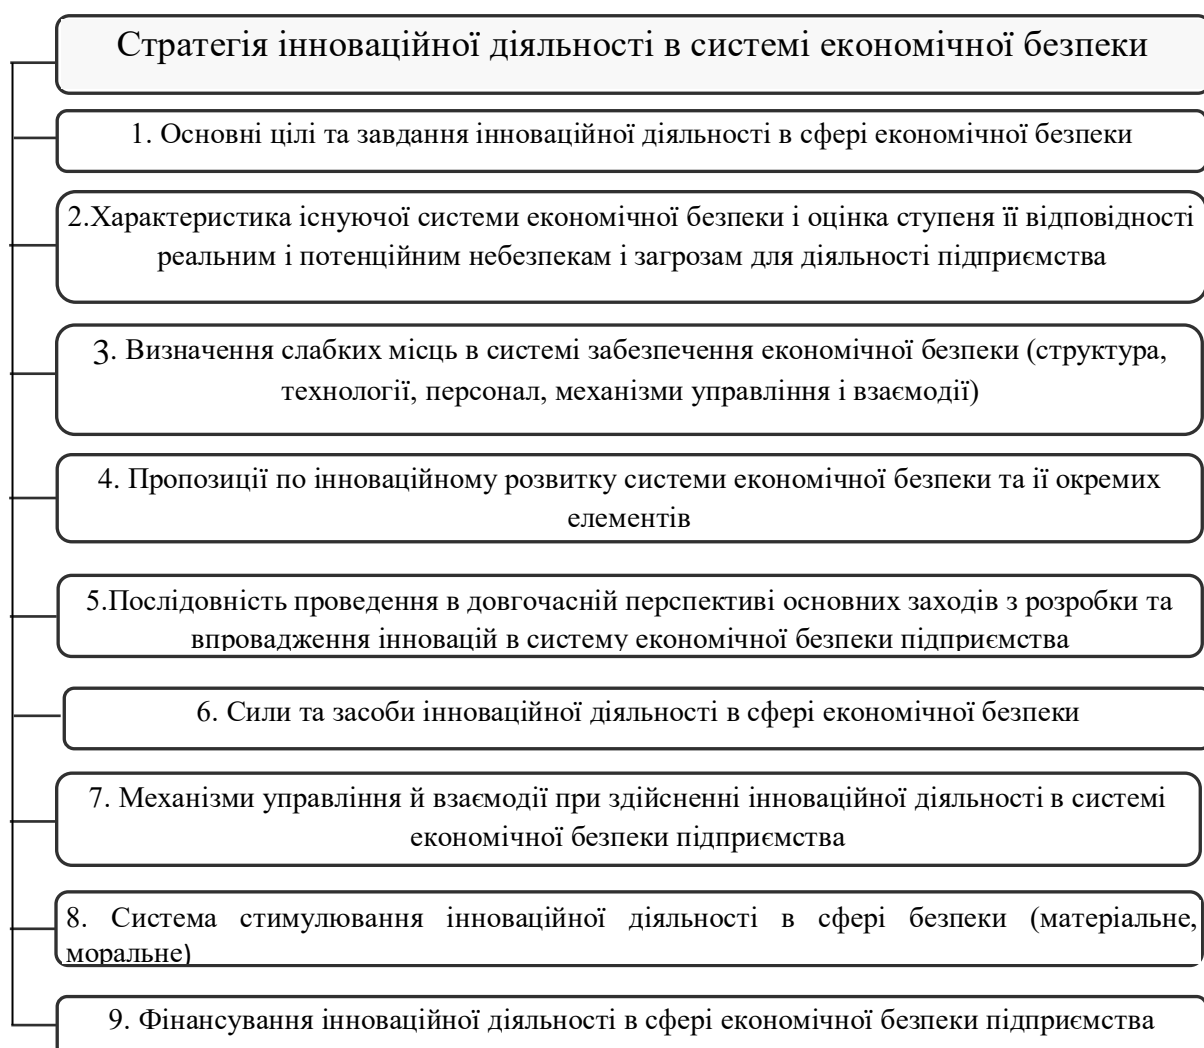 Стратегія інноваційної діяльності в системі економічної безпеки
1. Основні цілі та завдання інноваційної діяльності в сфері економічної безпеки
2.Характеристика існуючої системи економічної безпеки і оцінка ступеня її відповідності
реальним і потенційним небезпекам і загрозам для діяльності підприємства
3. Визначення слабких місць в системі забезпечення економічної безпеки (структура,
технології, персонал, механізми управління і взаємодії)
4. Пропозиції по інноваційному розвитку системи економічної безпеки та ії окремих
елементів
5.Послідовність проведення в довгочасній перспективі основних заходів з розробки та
впровадження інновацій в систему економічної безпеки підприємства
6. Сили та засоби інноваційної діяльності в сфері економічної безпеки
7. Механізми управління й взаємодії при здійсненні інноваційної діяльності в системі
економічної безпеки підприємства
8. Система стимулювання інноваційної діяльності в сфері безпеки (матеріальне,
моральне)
9. Фінансування інноваційної діяльності в сфері економічної безпеки підприємства